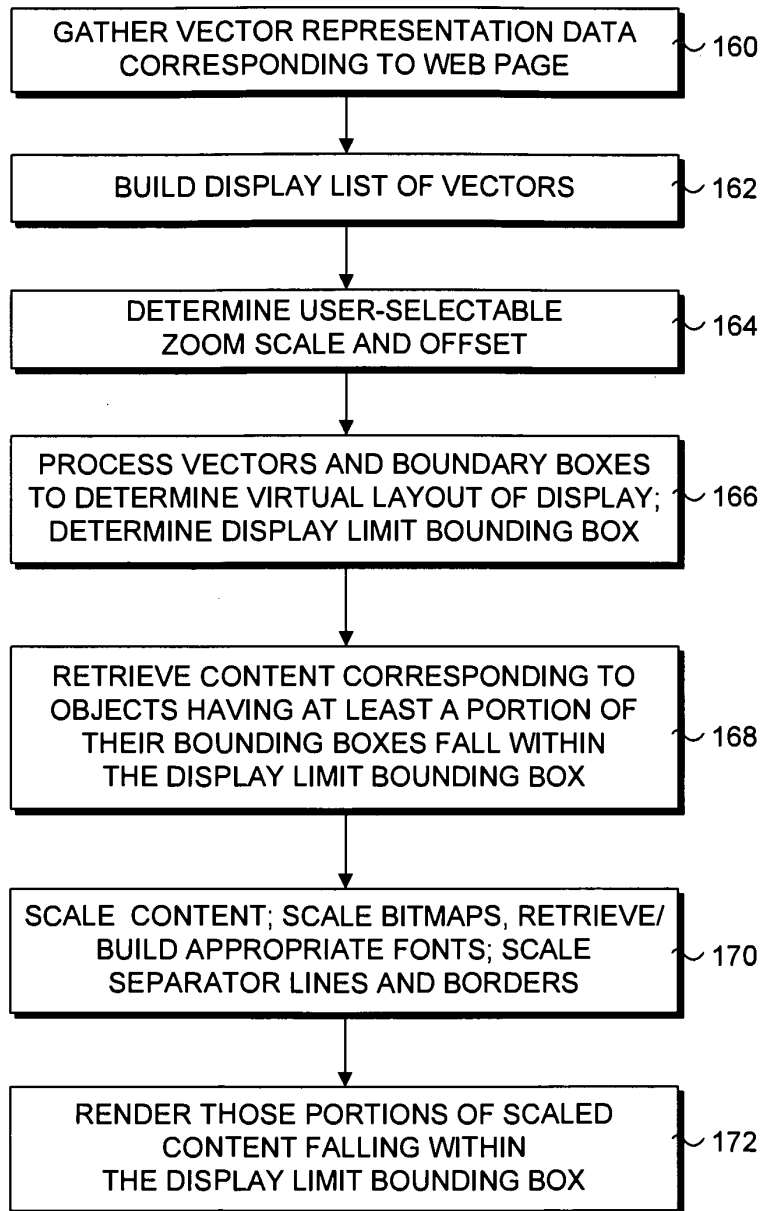 GATHER VECTOR REPRESENTATION DATA
CORRESPONDING TO WEB PAGE
160
BUILD DISPLAY LIST OF VECTORS
162
DETERMINE USER-SELECTABLE
ZOOM SCALE AND OFFSET
164
PROCESS VECTORS AND BOUNDARY BOXES
TO DETERMINE VIRTUAL LAYOUT OF DISPLAY;
DETERMINE DISPLAY LIMIT BOUNDING BOX
166
RETRIEVE CONTENT CORRESPONDING TO
OBJECTS HAVING AT LEAST A PORTION OF
THEIR BOUNDING BOXES FALL WITHIN
THE DISPLAY LIMIT BOUNDING BOX
168
SCALE CONTENT; SCALE BITMAPS, RETRIEVE/
BUILD APPROPRIATE FONTS; SCALE
SEPARATOR LINES AND BORDERS
170
RENDER THOSE PORTIONS OF SCALED
CONTENT FALLING WITHIN
THE DISPLAY LIMIT BOUNDING BOX
172